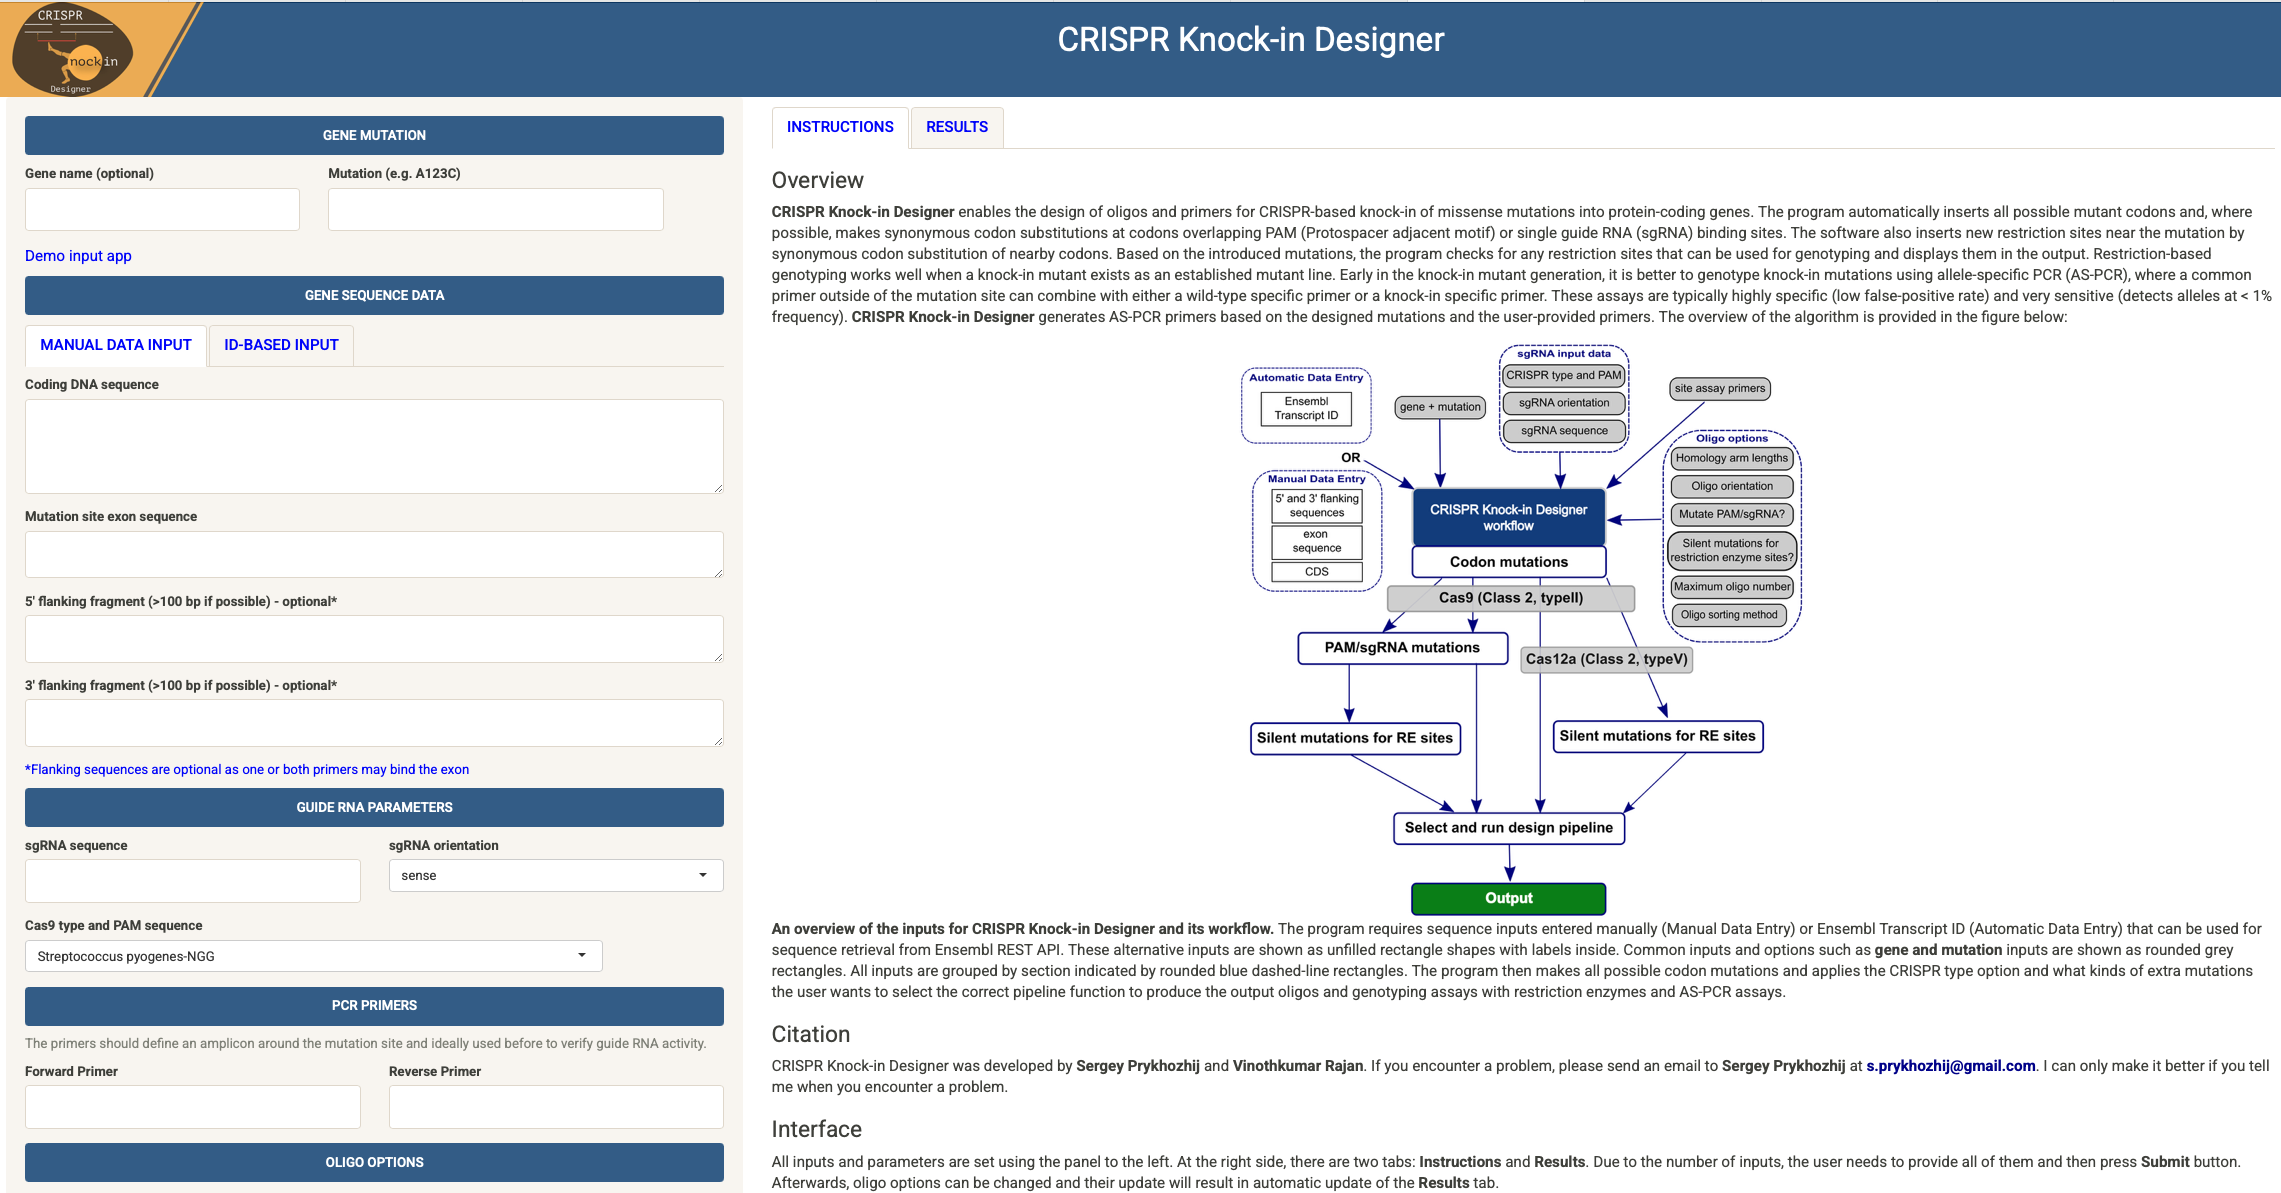 CRISPR
nock in
Designer
CRISPR Knock-in Designer
GENE MUTATION
Gene name (optional)
Mutation (e.g. A123C)
Demo input app
GENE SEQUENCE DATA
MANUAL DATA INPUT
ID-BASED INPUT
Coding DNA sequence
Mutation site exon sequence
5' flanking fragment (>100 bp if possible) - optional*
3' flanking fragment (>100 bp if possible) - optional*
*Flanking sequences are optional as one or both primers may bind the exon
GUIDE RNA PARAMETERS
sgRNA sequence
sgRNA orientation
sense
Cas9 type and PAM sequence
Streptococcus pyogenes-NGG
PCR PRIMERS
The primers should define an amplicon around the mutation site and ideally used before to verify guide RNA activity.
Forward Primer
Reverse Primer
OLIGO OPTIONS
INSTRUCTIONS
RESULTS
Overview
CRISPR Knock-in Designer enables the design of oligos and primers for CRISPR-based knock-in of missense mutations into protein-coding genes. The program automatically inserts all possible mutant codons and, where
possible, makes synonymous codon substitutions at codons overlapping PAM (Protospacer adjacent motif) or single guide RNA (sgRNA) binding sites. The software also inserts new restriction sites near the mutation by
synonymous codon substitution of nearby codons. Based on the introduced mutations, the program checks for any restriction sites that can be used for genotyping and displays them in the output. Restriction-based
genotyping works well when a knock-in mutant exists as an established mutant line. Early in the knock-in mutant generation, it is better to genotype knock-in mutations using allele-specific PCR (AS-PCR), where a common
primer outside of the mutation site can combine with either a wild-type specific primer or a knock-in specific primer. These assays are typically highly specific (low false-positive rate) and very sensitive (detects alleles at < 1%
frequency). CRISPR Knock-in Designer generates AS-PCR primers based on the designed mutations and the user-provided primers. The overview of the algorithm is provided in the figure below:
Automatic Data Entry
Ensembl
Transcript ID
OR
Manual Data Entry
5' and 3' flanking
sequences
exon
sequence
CDS
gene + mutation
sgRNA input data
CRISPR type and PAM
sgRNA orientation
sgRNA sequence
site assay primers
Oligo options
Homology arm lengths
Oligo orientation
Mutate PAM/sgRNA?
Silent mutations for
restriction enzyme sites?
Maximum oligo number
Oligo sorting method
CRISPR Knock-in Designer
workflow
Codon mutations
Cas9 (Class 2, typeII)
PAM/sgRNA mutations
Cas12a (Class 2, typeV)
Silent mutations for RE sites
Silent mutations for RE sites
Select and run design pipeline
Output
An overview of the inputs for CRISPR Knock-in Designer and its workflow. The program requires sequence inputs entered manually (Manual Data Entry) or Ensembl Transcript ID (Automatic Data Entry) that can be used for
sequence retrieval from Ensembl REST API. These alternative inputs are shown as unfilled rectangle shapes with labels inside. Common inputs and options such as gene and mutation inputs are shown as rounded grey
rectangles. All inputs are grouped by section indicated by rounded blue dashed-line rectangles. The program then makes all possible codon mutations and applies the CRISPR type option and what kinds of extra mutations
the user wants to select the correct pipeline function to produce the output oligos and genotyping assays with restriction enzymes and AS-PCR assays.
Citation
CRISPR Knock-in Designer was developed by Sergey Prykhozhij and Vinothkumar Rajan. If you encounter a problem, please send an email to Sergey Prykhozhij at s.prykhozhij@gmail.com. I can only make it better if you tell
me when you encounter a problem.
Interface
All inputs and parameters are set using the panel to the left. At the right side, there are two tabs: Instructions and Results. Due to the number of inputs, the user needs to provide all of them and then press Submit button.
Afterwards, oligo options can be changed and their update will result in automatic update of the Results tab.